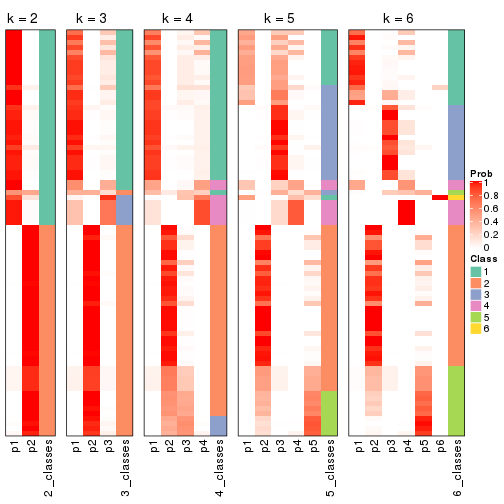 k = 2
k = 3
k = 4
k = 5
k = 6
p1
p2
2_classes
p1
p2
p3
3_classes
p1
p2
p3
p4
4_classes
p1
p2
p3
p4
p5
5_classes
p1
p2
p3
p4
p5
p6
6_classes
Prob
1
0.8
0.6
0.4
0.2
0
Class
1
2
3
4
5
6